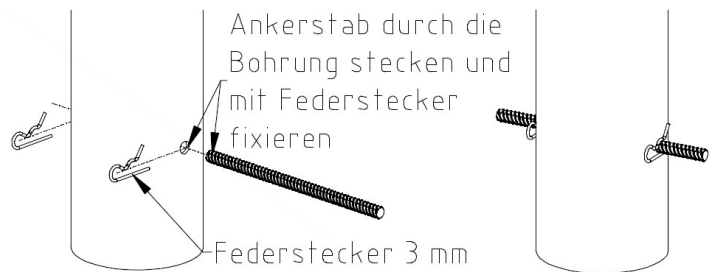 Ankerstab durch die
Bohrung stecken und
mit Federstecker
fixieren
Federstecker 3 mm